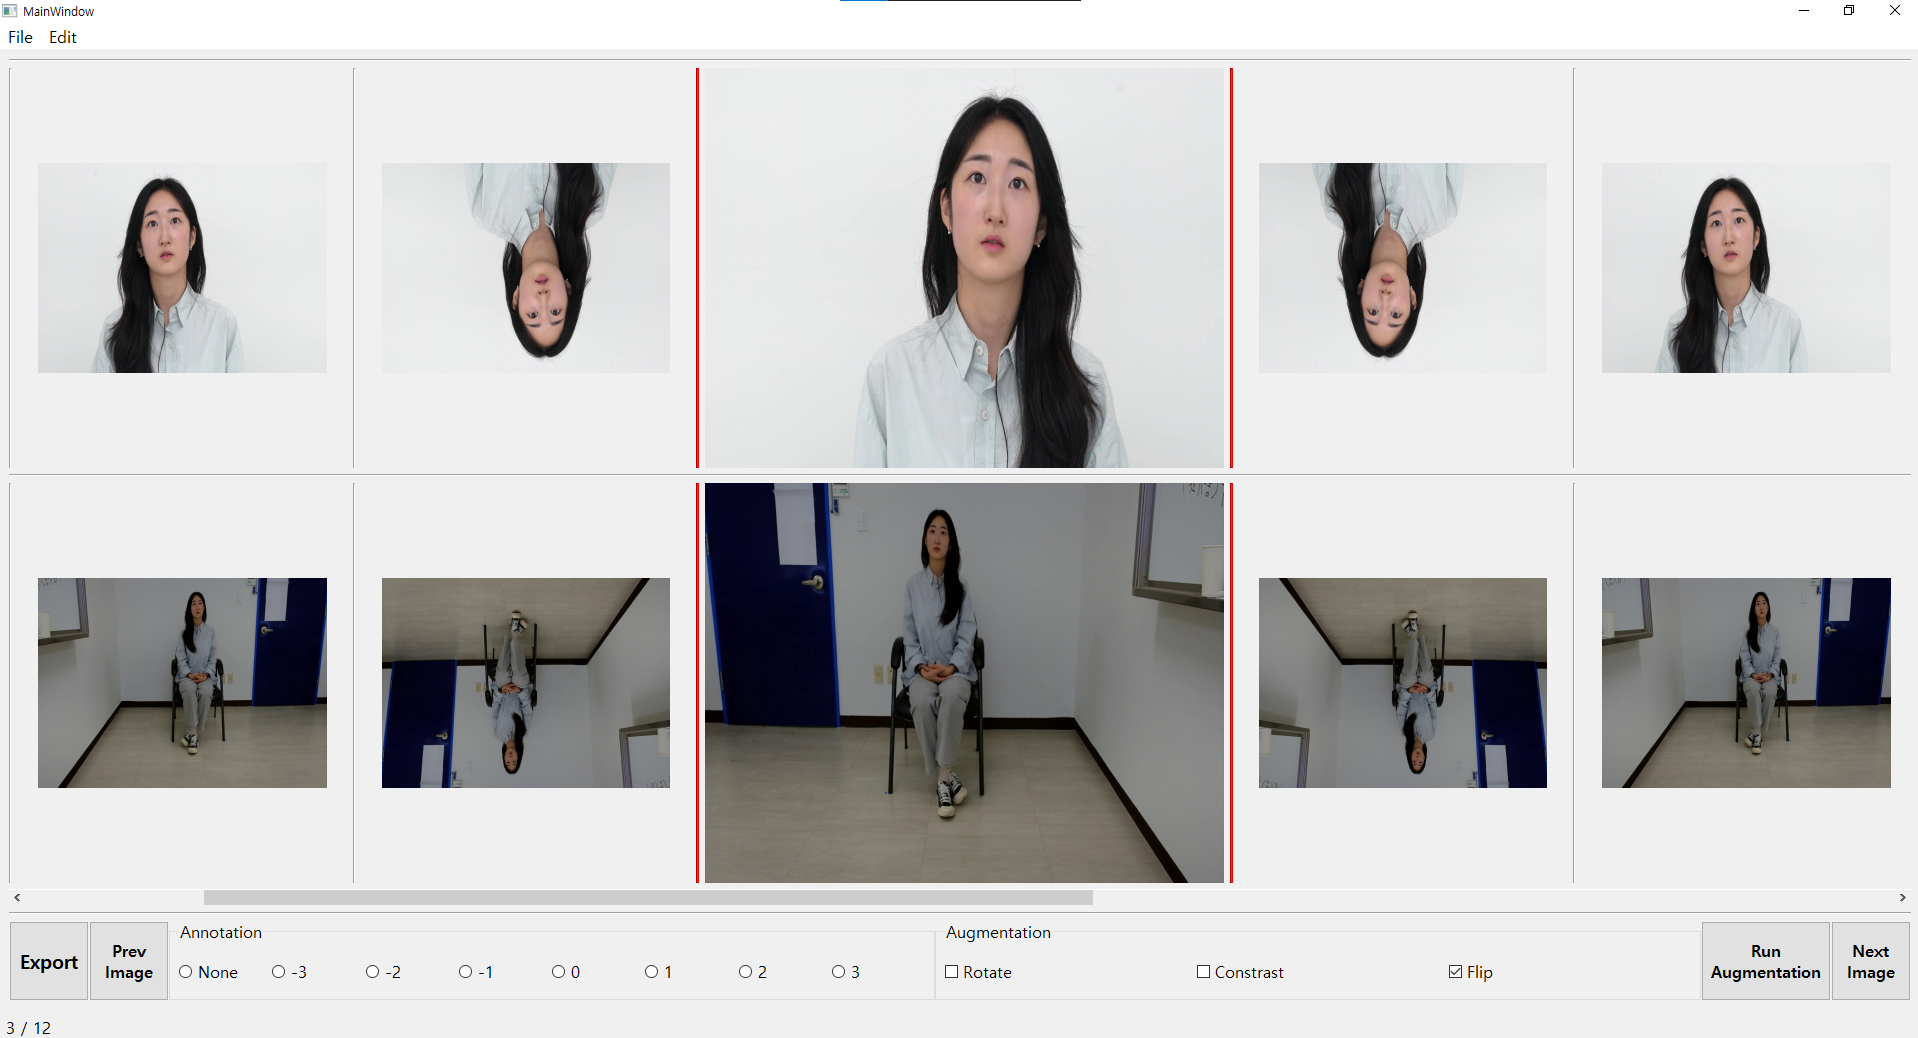 MainWindow
File Edit
Export
Prev
Image
Annotation
None -3 -2 -1 0 1 2 3
Augmentation
Rotate Constrast Flip
Run
Augmentation
Next
Image
3 / 12